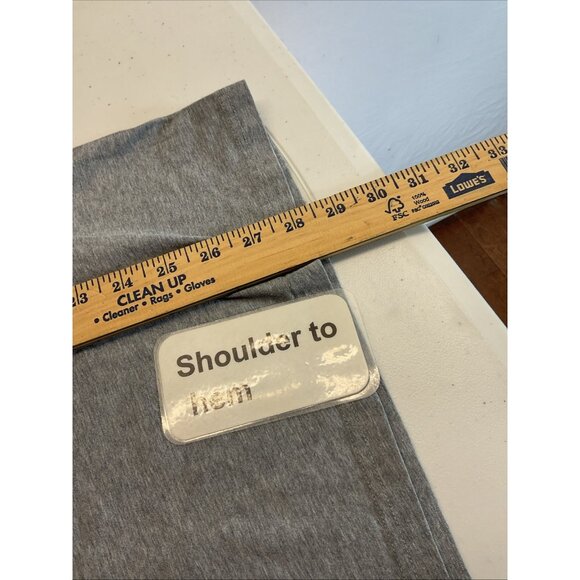 23 24 25 26 27 28 29 30 31 32 33
CLEAN UP
• Cleaner • Rags • Gloves
FSC
100%
Wood
LOWE'S
Shoulder to
hem